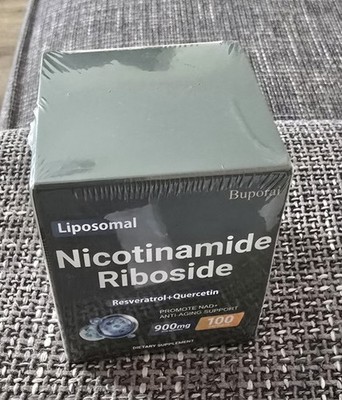 Buporai
Liposomal
Nicotinamide
Riboside
Resveratrol+Quercetin
PROMOTE NAD+
ANTI AGING SUPPORT
900mg
100
DIETARY SUPPLEMENT